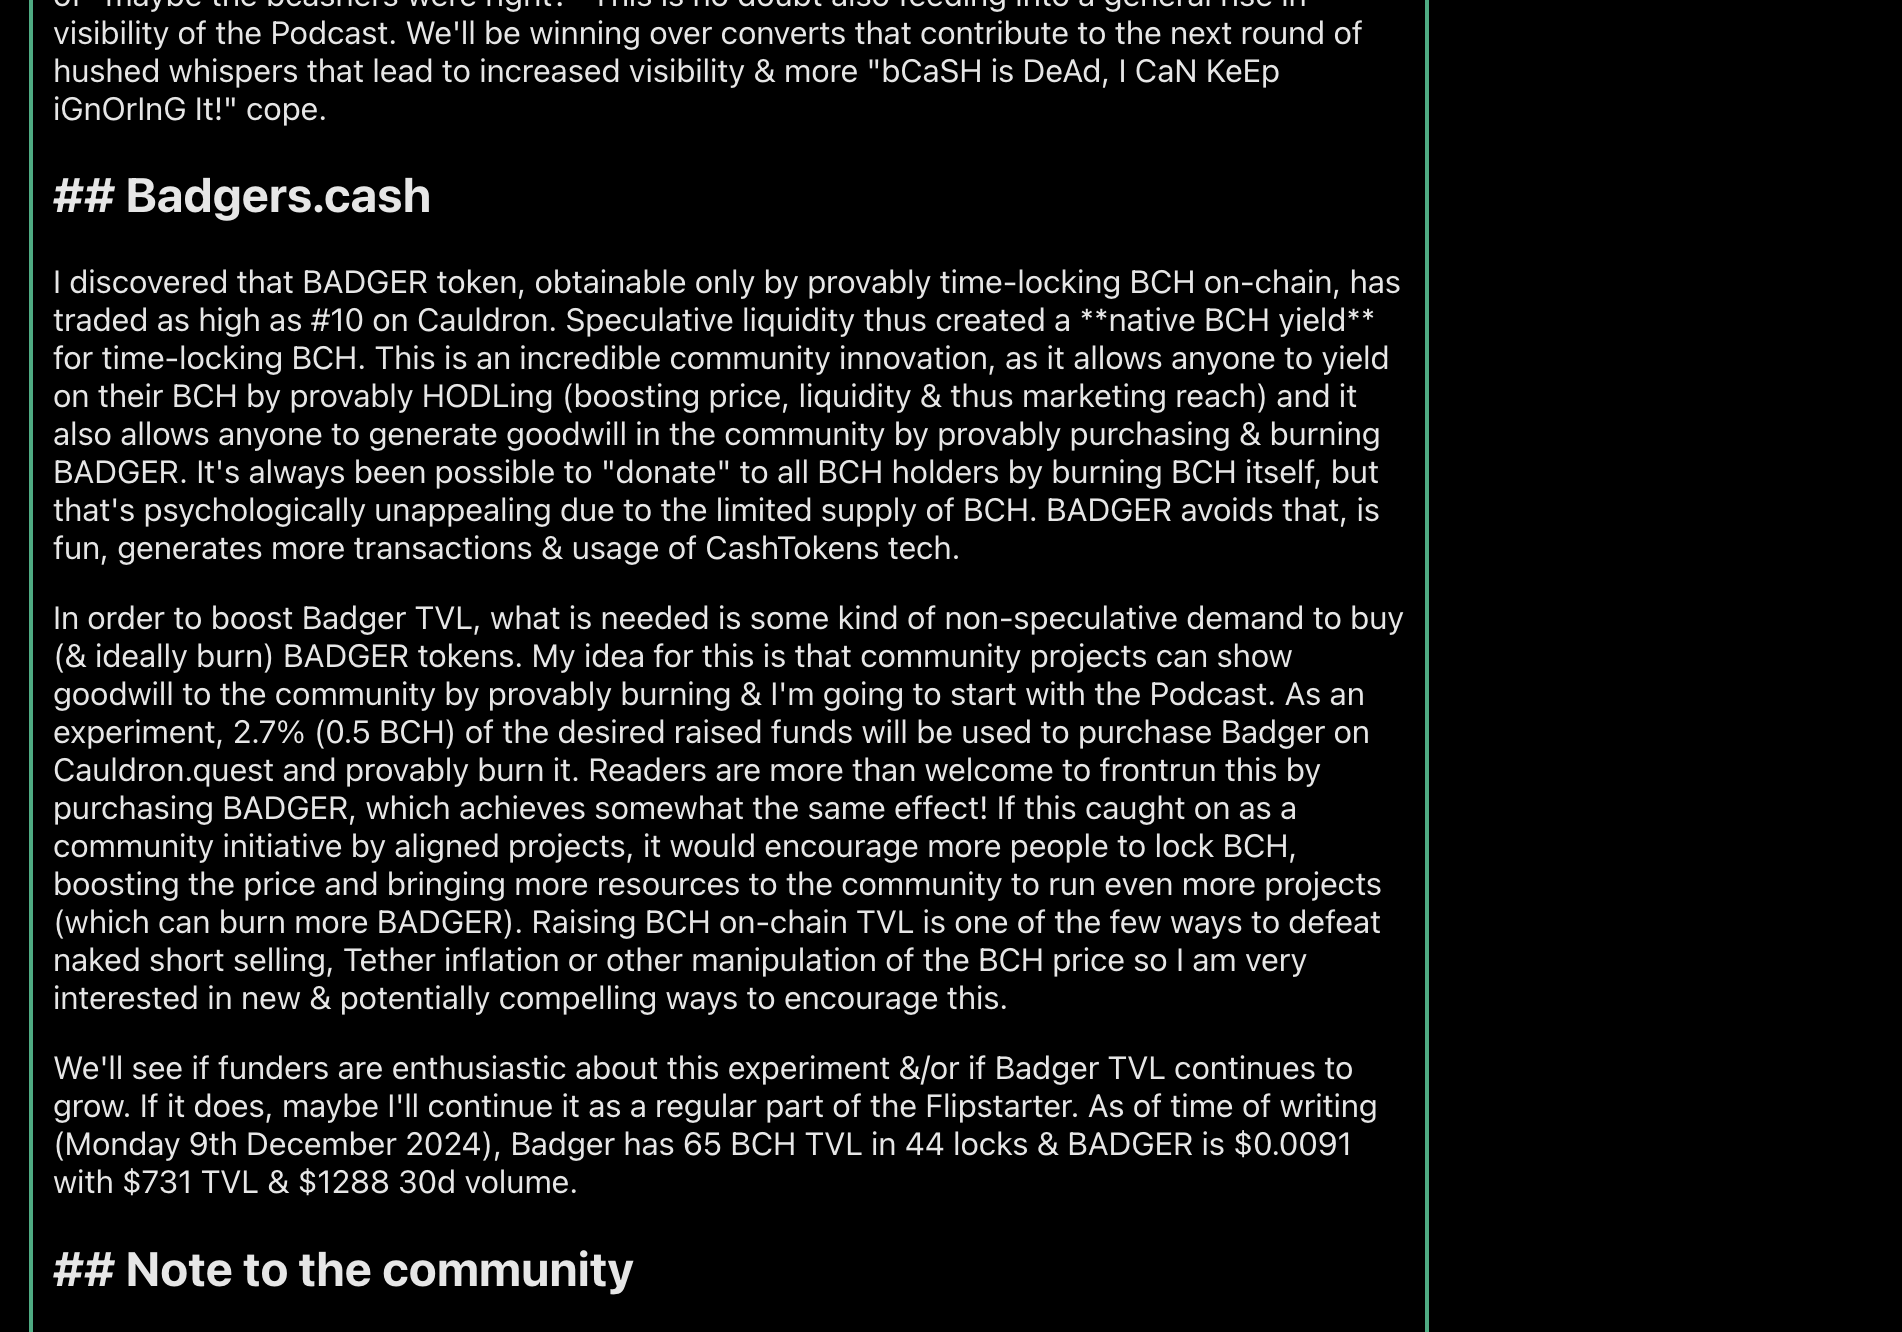 of "maybe the bcashers were right?" This is no doubt also feeding into a general rise in
visibility of the Podcast. We'll be winning over converts that contribute to the next round of
hushed whispers that lead to increased visibility & more "bCaSH is DeAd, I CaN KeEp
iGnOrInG It!" cope.
## Badgers.cash
I discovered that BADGER token, obtainable only by provably time-locking BCH on-chain, has
traded as high as #10 on Cauldron. Speculative liquidity thus created a **native BCH yield**
for time-locking BCH. This is an incredible community innovation, as it allows anyone to yield
on their BCH by provably HODLing (boosting price, liquidity & thus marketing reach) and it
also allows anyone to generate goodwill in the community by provably purchasing & burning
BADGER. It's always been possible to "donate" to all BCH holders by burning BCH itself, but
that's psychologically unappealing due to the limited supply of BCH. BADGER avoids that, is
fun, generates more transactions & usage of CashTokens tech.
In order to boost Badger TVL, what is needed is some kind of non-speculative demand to buy
(& ideally burn) BADGER tokens. My idea for this is that community projects can show
goodwill to the community by provably burning & I'm going to start with the Podcast. As an
experiment, 2.7% (0.5 BCH) of the desired raised funds will be used to purchase Badger on
Cauldron.quest and provably burn it. Readers are more than welcome to frontrun this by
purchasing BADGER, which achieves somewhat the same effect! If this caught on as a
community initiative by aligned projects, it would encourage more people to lock BCH,
boosting the price and bringing more resources to the community to run even more projects
(which can burn more BADGER). Raising BCH on-chain TVL is one of the few ways to defeat
naked short selling, Tether inflation or other manipulation of the BCH price so I am very
interested in new & potentially compelling ways to encourage this.
We'll see if funders are enthusiastic about this experiment &/or if Badger TVL continues to
grow. If it does, maybe I'll continue it as a regular part of the Flipstarter. As of time of writing
(Monday 9th December 2024), Badger has 65 BCH TVL in 44 locks & BADGER is $0.0091
with $731 TVL & $1288 30d volume.
## Note to the community